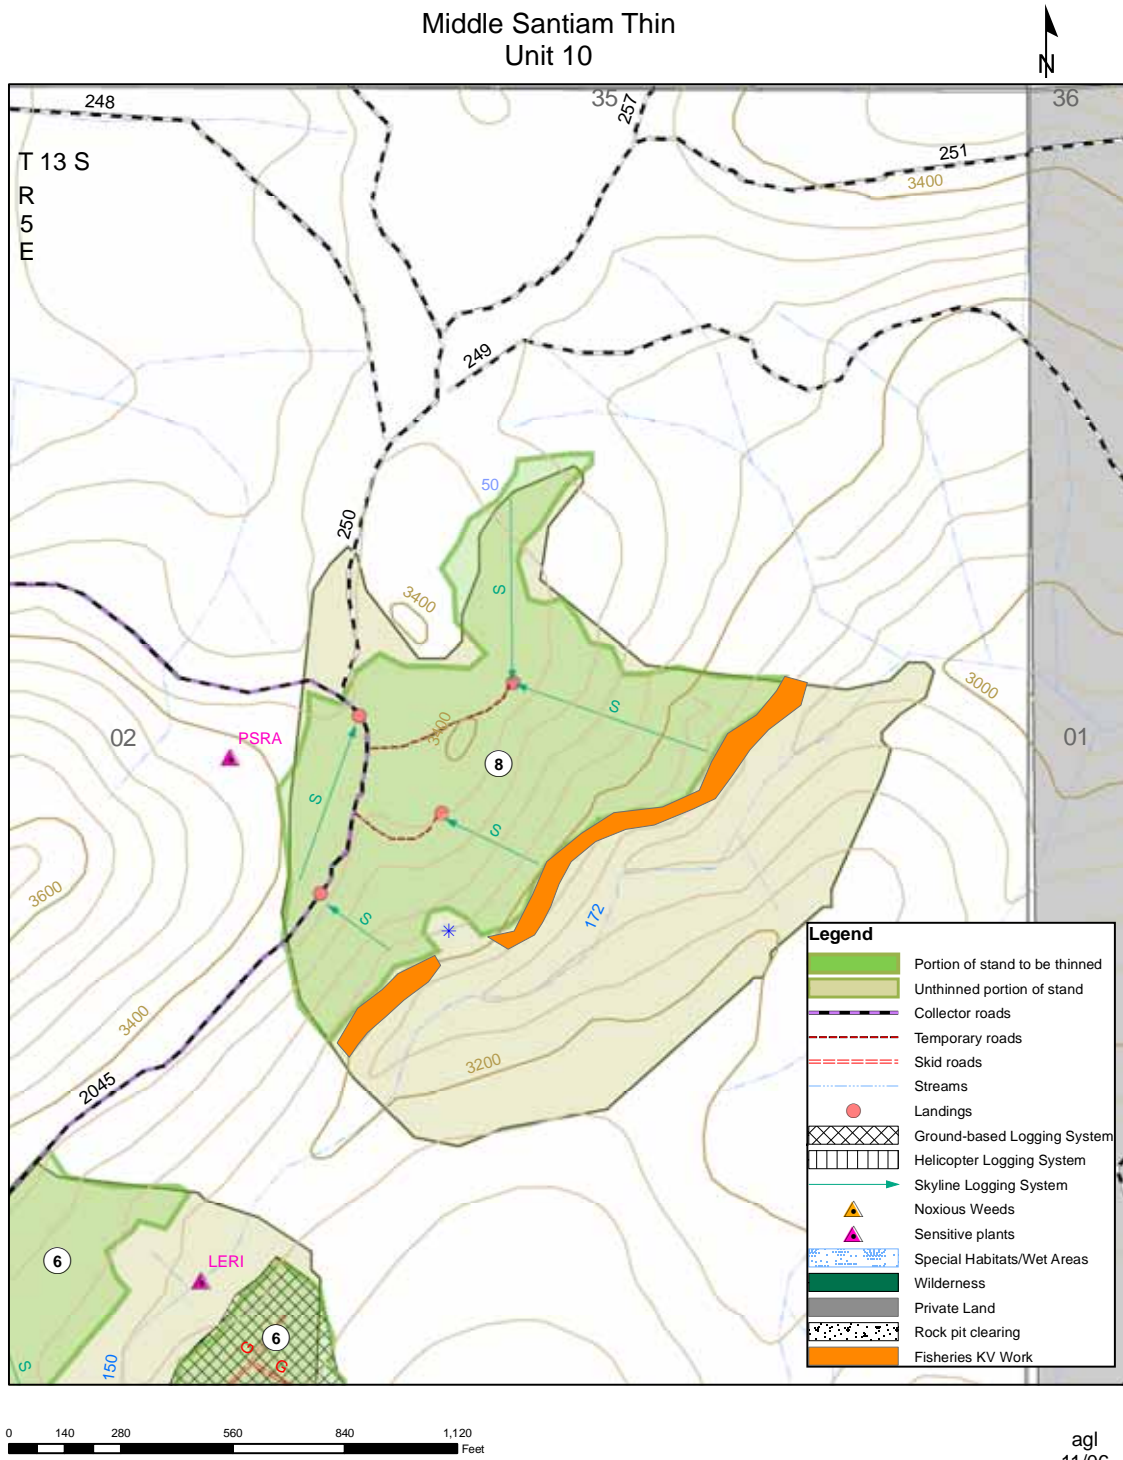 Middle Santiam Thin
Unit 10
N
248
35
257
36
251
T 13 S
R
5
E
3400
249
50
250
S
3400
3000
S
02
PSRA
3400
01
8
S
S
3600
S
172
3400
3200
2045
6
LERI
6
G
G
S
150
Legend
Portion of stand to be thinned
Unthinned portion of stand
Collector roads
Temporary roads
Skid roads
Streams
Landings
Ground-based Logging System
Helicopter Logging System
Skyline Logging System
Noxious Weeds
Sensitive plants
Special Habitats/Wet Areas
Wilderness
Private Land
Rock pit clearing
Fisheries KV Work
0 140 280 560 840 1,120
Feet
agl
11/06